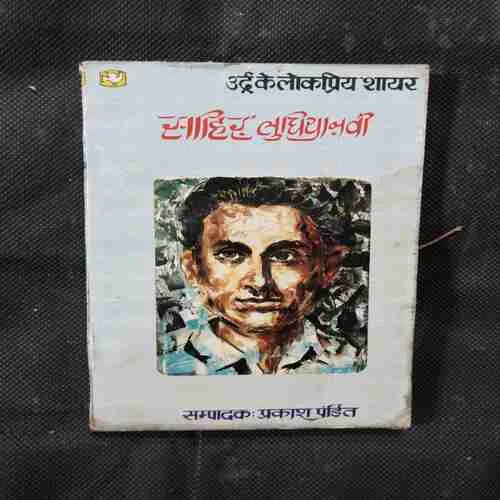 उर्दू के लोकप्रिय शायर
साहिर लुधियानवी
सम्पादक: प्रकाश पंडित